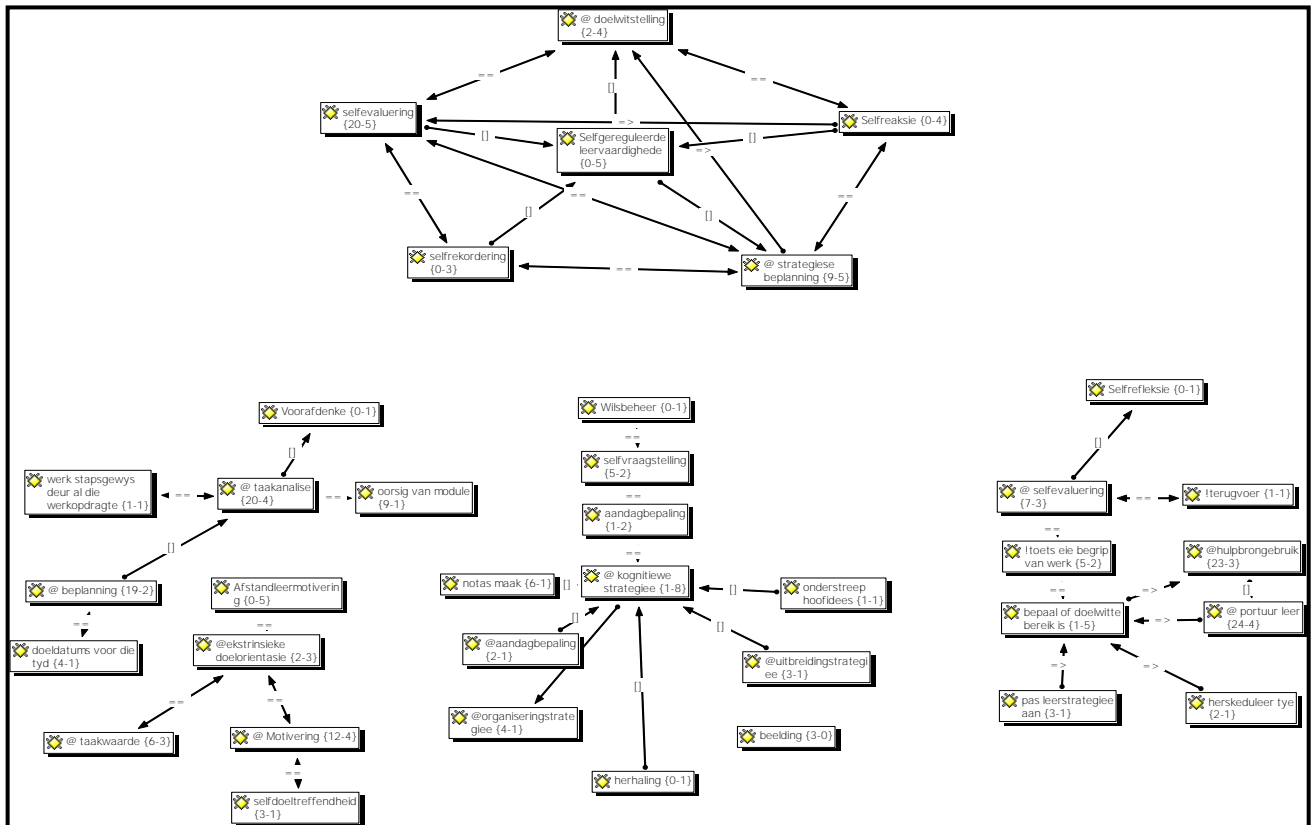 @ doelwitstelling
{2-4}
==
[]
==
selfevaluering
{20-5}
=>
Selfreaksie {0-4}
[]
Selfgereguleerde
leervaardighede
{0-5}
[]
=>
==
==
==
[]
[]
selfrekordering
{0-3}
==
@ strategiese
beplanning {9-5}
Voorafdenke {0-1}
[]
werk stapsgewys
deur al die
werkopdragte {1-1}
==
@ taakanalise
{20-4}
==
oorsig van module
{9-1}
[]
@ beplanning {19-2}
==
doeldatums voor die
tyd {4-1}
Afstandleermotiverin
g {0-5}
==
@ekstrinsieke
doelorientasie {2-3}
==
==
@ taakwaarde {6-3}
@ Motivering {12-4}
==
selfdoeltreffendheid
{3-1}
Wilsbeheer {0-1}
==
selfvraagstelling
{5-2}
==
aandagbepaling
{1-2}
==
notas maak {6-1}
[]
@ kognitiewe
strategiee {1-8}
[]
onderstreep
hoofidees {1-1}
[]
[]
@aandagbepaling
{2-1}
@uitbreidingstrategi
ee {3-1}
[]
@organiseringstrate
giee {4-1}
beelding {3-0}
herhaling {0-1}
Selfrefleksie {0-1}
[]
@ selfevaluering
{7-3}
==
!terugvoer {1-1}
==
!toets eie begrip
van werk {5-2}
@hulpbrongebruik
{23-3}
==
=>
[]
bepaal of doelwitte
bereik is {1-5}
=>
@ portuur leer
{24-4}
=>
=>
pas leerstrategiee
aan {3-1}
herskeduleer tye
{2-1}